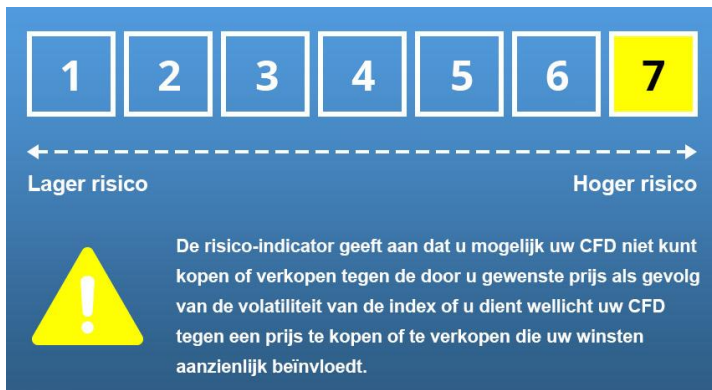 1 2 3 4 5 6 7
Lager risico Hoger risico
De risico-indicator geeft aan dat u mogelijk uw CFD niet kunt
kopen of verkopen tegen de door u gewenste prijs als gevolg
van de volatiliteit van de index of u dient wellicht uw CFD
tegen een prijs te kopen of te verkopen die uw winsten
aanzienlijk beïnvloedt.